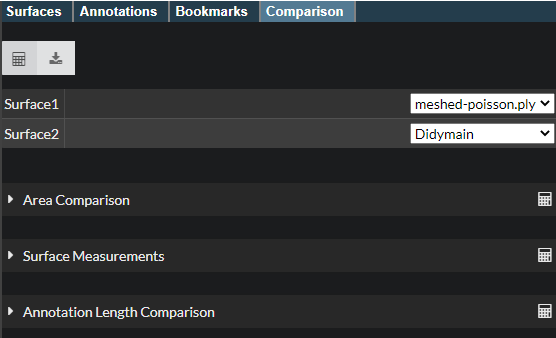 Surfaces Annotations Bookmarks Comparison
Surface1 meshed-poisson.ply
Surface2 Didymain
Area Comparison
Surface Measurements
Annotation Length Comparison